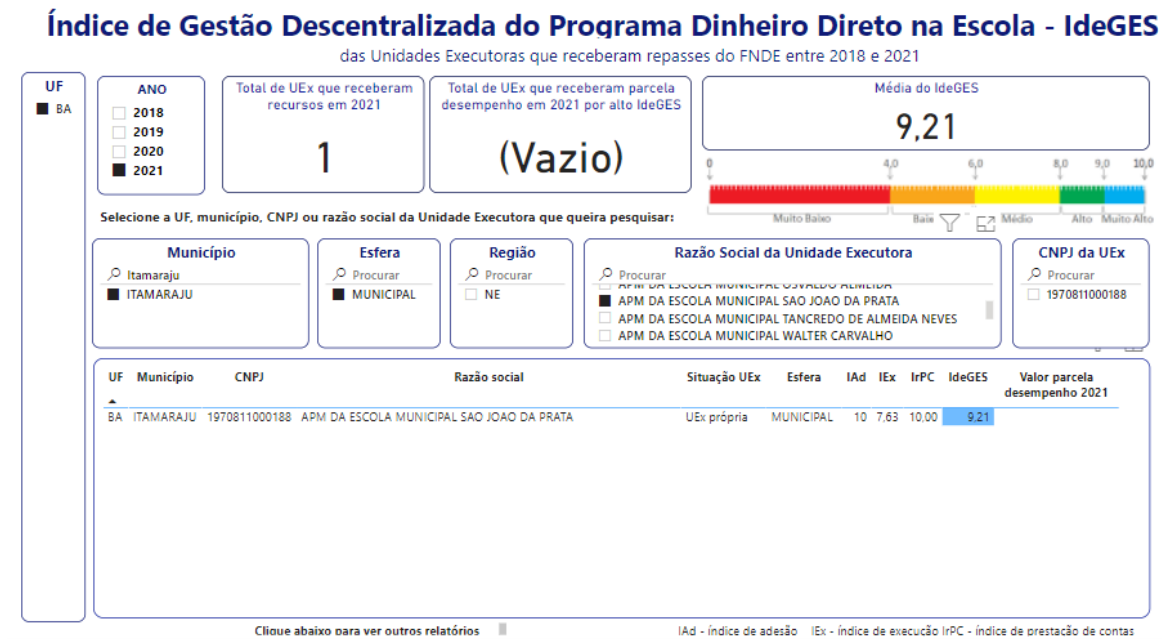 Índice de Gestão Descentralizada do Programa Dinheiro Direto na Escola - IdeGES
das Unidades Executoras que receberam repasses do FNDE entre 2018 e 2021
UF
BA
ANO
2018
2019
2020
2021
Total de UEx que receberam
recursos em 2021
1
Total de UEx que receberam parcela
desempenho em 2021 por alto IdeGES
(Vazio)
Média do IdeGES
9,21
0 4,0 6,0 8,0 9,0 10,0
Muito Baixo Baix Médio Alto Muito Alto
Selecione a UF, município, CNPJ ou razão social da Unidade Executora que queira pesquisar:
Município
Itamaraju
ITAMARAJU
Esfera
Procurar
MUNICIPAL
Região
Procurar
NE
Razão Social da Unidade Executora
Procurar
APM DA ESCOLA MUNICIPAL OSVALDO ALMEIDA
APM DA ESCOLA MUNICIPAL SAO JOAO DA PRATA
APM DA ESCOLA MUNICIPAL TANCREDO DE ALMEIDA NEVES
APM DA ESCOLA MUNICIPAL WALTER CARVALHO
CNPJ da UEx
Procurar
1970811000188
UF Município CNPJ Razão social Situação UEx Esfera IAd IEx IrPC IdeGES Valor parcela
desempenho 2021
BA ITAMARAJU 1970811000188 APM DA ESCOLA MUNICIPAL SAO JOAO DA PRATA UEx própria MUNICIPAL 10 7,63 10,00 9,21
Clique abaixo para ver outros relatórios
IAd - índice de adesão IEx - índice de execução IrPC - índice de prestação de contas